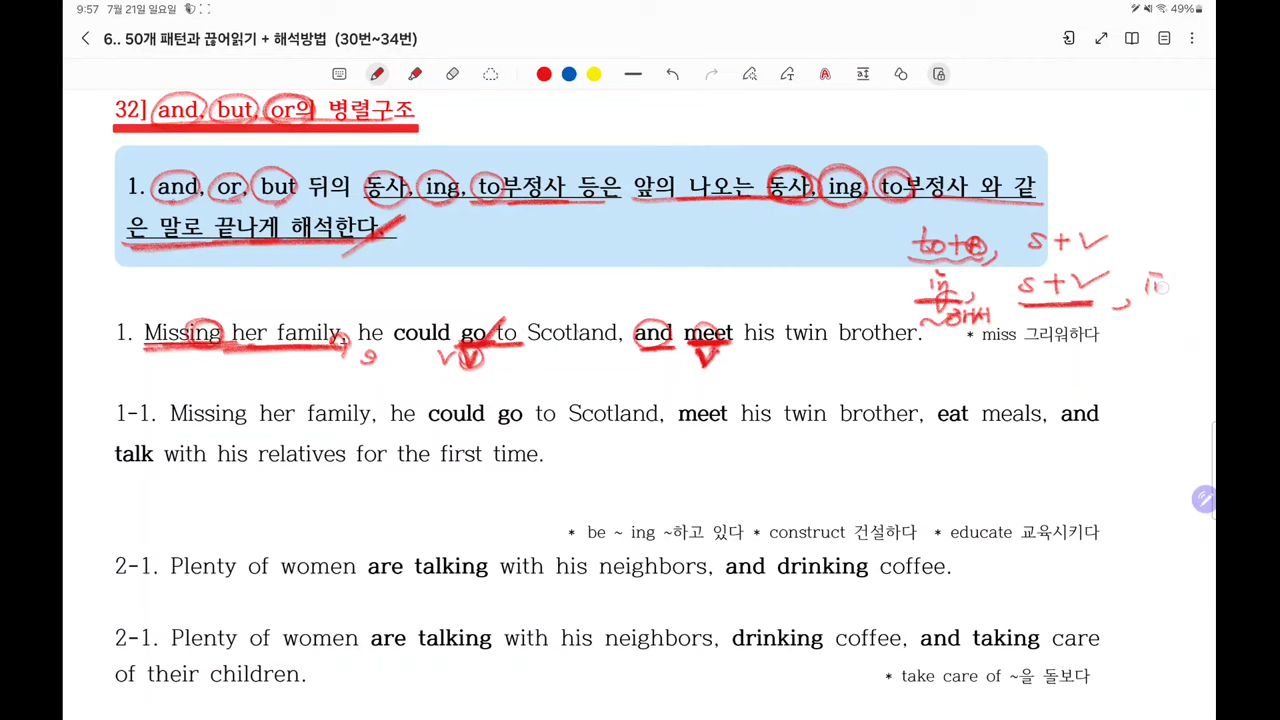 9:57 7월 21일 일요일 49%
6.. 50개 패턴과 끊어읽기 + 해석방법 (30번~34번)
32] and, but, or의 병렬구조
1. and, or, but 뒤의 동사, ing, to부정사 등은 앞의 나오는 동사, ing, to부정사 와 같
은 말로 끝나게 해석한다.
s + v
ing, s + v,
1. Missing her family, he could go to Scotland, and meet his twin brother. * miss 그리워하다
v v v
1-1. Missing her family, he could go to Scotland, meet his twin brother, eat meals, and
talk with his relatives for the first time.
* be ~ ing ~하고 있다 * construct 건설하다 * educate 교육시키다
2-1. Plenty of women are talking with his neighbors, and drinking coffee.
2-1. Plenty of women are talking with his neighbors, drinking coffee, and taking care
of their children. * take care of ~을 돌보다